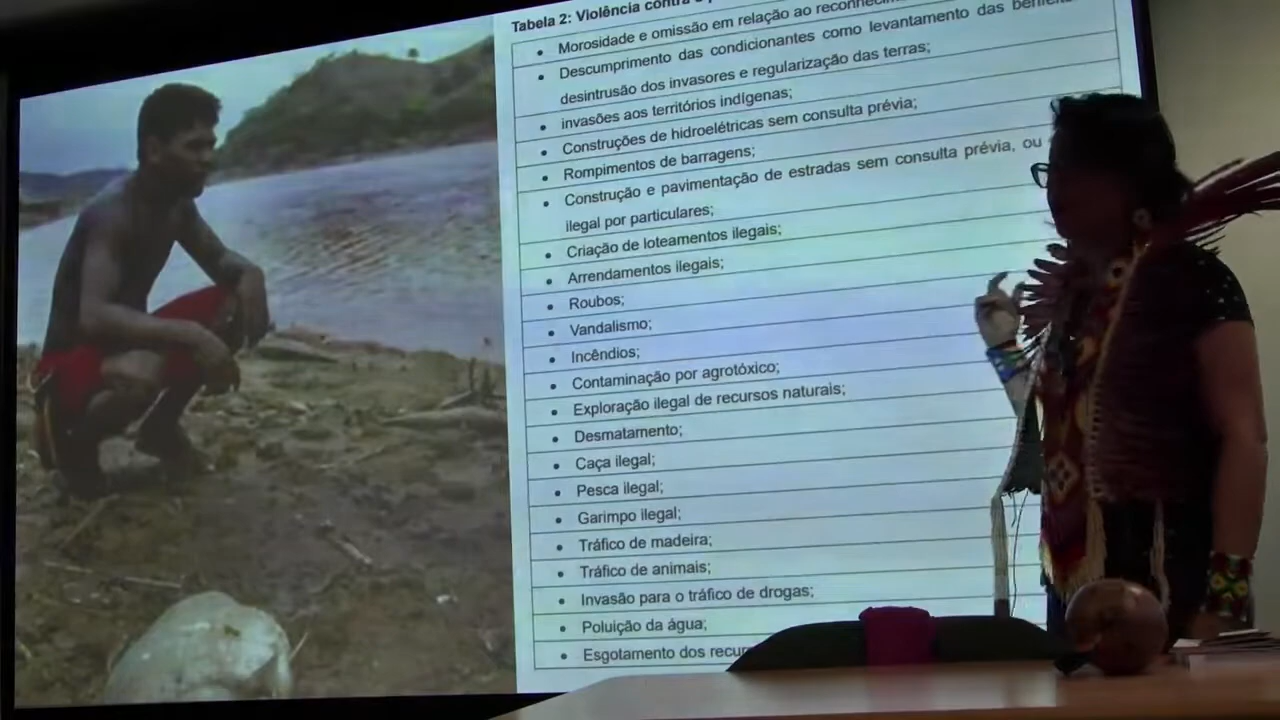 Tabela 2: Violência contra o
• Morosidade e omissão em relação ao
• Descumprimento das condicionantes como levantamento das
desintrusão dos invasores e regularização das terras;
• invasões aos territórios indígenas;
• Construções de hidroelétricas sem consulta prévia;
• Rompimentos de barragens;
• Construção e pavimentação de estradas sem consulta prévia, ou
ilegal por particulares;
• Criação de loteamentos ilegais;
• Arrendamentos ilegais;
• Roubos;
• Vandalismo;
• Incêndios;
• Contaminação por agrotóxico;
• Exploração ilegal de recursos naturais;
• Desmatamento;
• Caça ilegal;
• Pesca ilegal;
• Garimpo ilegal;
• Tráfico de madeira;
• Tráfico de animais;
• Invasão para o tráfico de drogas;
• Poluição da água;
• Esgotamento dos